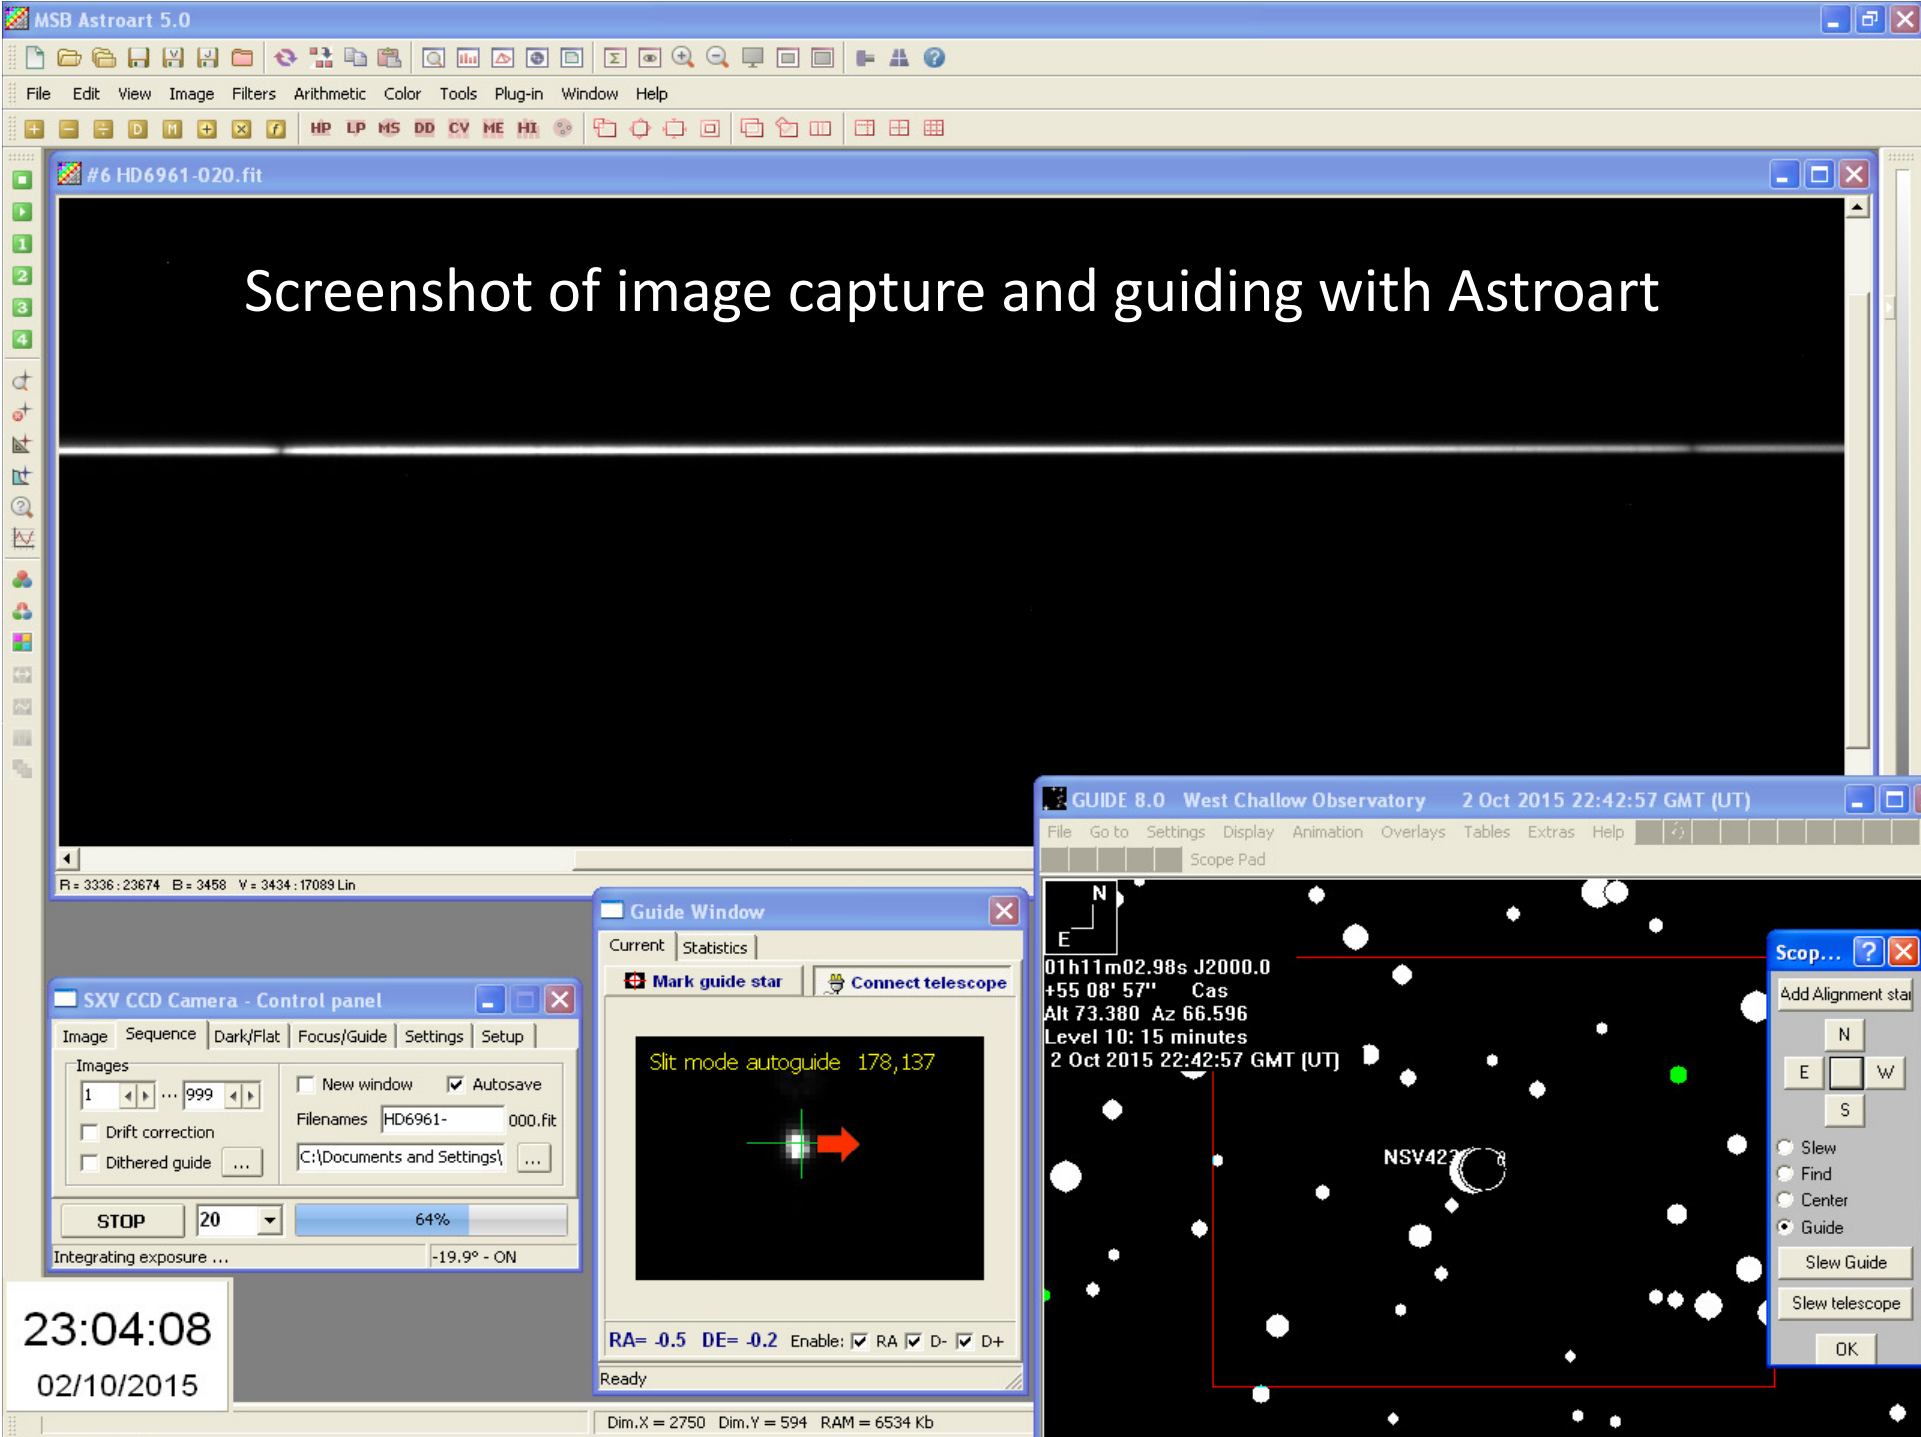 MSB Astroart 5.0
File Edit View Image Filters Arithmetic Color Tools Plug-in Window Help
D M f HP LP MS DD CV ME HI
#6 HD6961-020.fit
1
2
3
4
Screenshot of image capture and guiding with Astroart
R = 3336 : 23674 B = 3458 V = 3434 : 17089 Lin
SXV CCD Camera - Control panel
Image Sequence Dark/Flat Focus/Guide Settings Setup
Images
1 ... 999
New window Autosave
Filenames HD6961- 000.fit
Drift correction
Dithered guide ... C:\Documents and Settings\ ...
STOP 20 64%
Integrating exposure ... -19.9º - ON
23:04:08
02/10/2015
Guide Window
Current Statistics
Mark guide star Connect telescope
Slit mode autoguide 178,137
RA= -0.5 DE= -0.2 Enable: RA D- D+
Ready
Dim.X = 2750 Dim.Y = 594 RAM = 6534 Kb
GUIDE 8.0 West Challow Observatory 2 Oct 2015 22:42:57 GMT (UT)
File Go to Settings Display Animation Overlays Tables Extras Help
Scope Pad
N
E
01h11m02.98s J2000.0
+55 08' 57'' Cas
Alt 73.380 Az 66.596
Level 10: 15 minutes
2 Oct 2015 22:42:57 GMT (UT)
Scop...
Add Alignment star
N
E W
S
Slew
Find
Center
Guide
Slew Guide
Slew telescope
OK